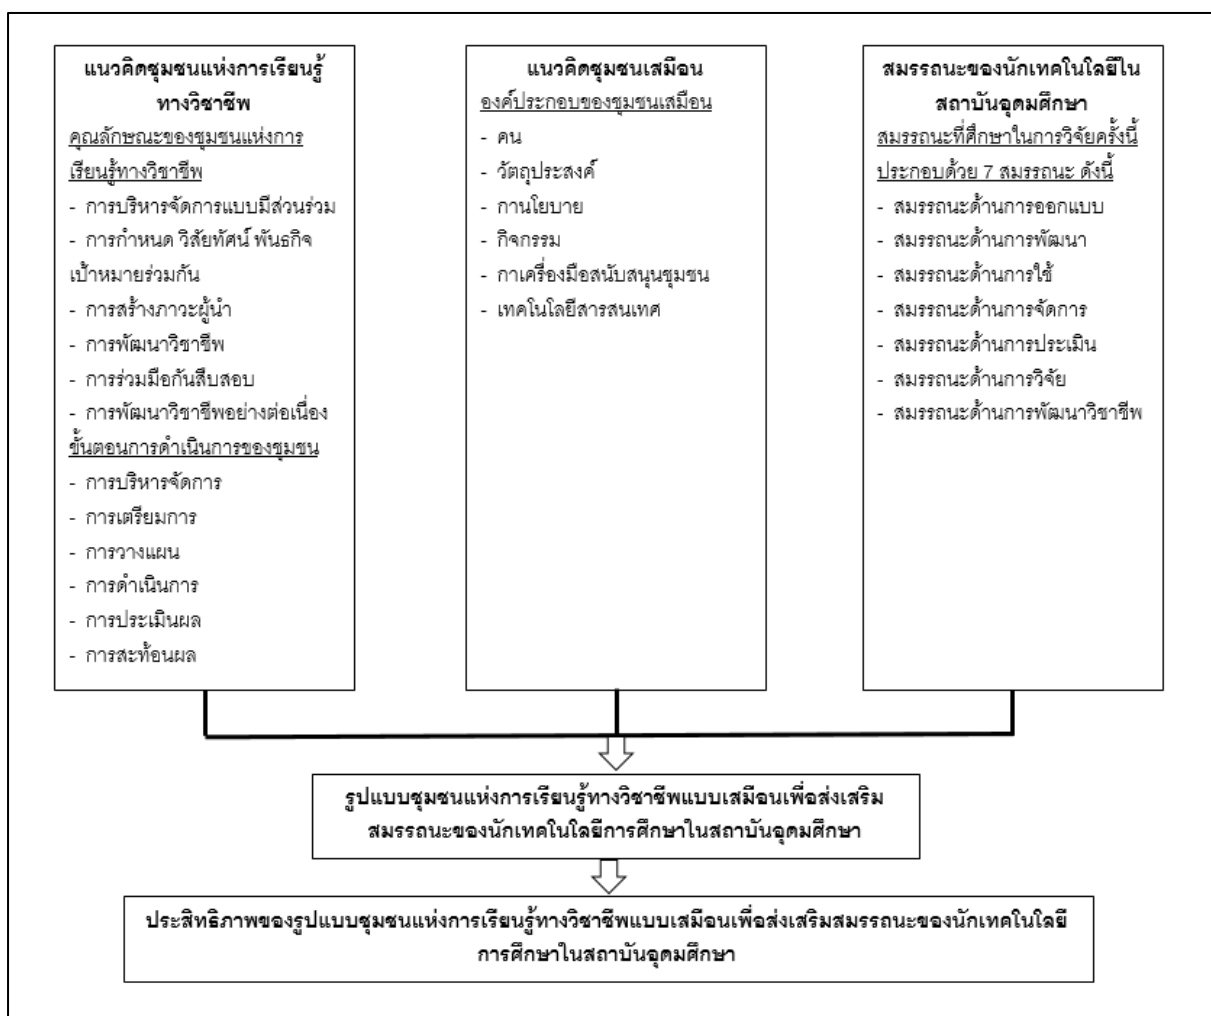 แนวคิดชุมชนแห่งการเรียนรู้
ทางวิชาชีพ
คุณลักษณะของชุมชนแห่งการ
เรียนรู้ทางวิชาชีพ
- การบริหารจัดการแบบมีส่วนร่วม
- การกำหนด วิสัยทัศน์ พันธกิจ
เป้าหมายร่วมกัน
- การสร้างภาวะผู้นำ
- การพัฒนาวิชาชีพ
- การร่วมมือกันสืบสอบ
- การพัฒนาวิชาชีพอย่างต่อเนื่อง
ขั้นตอนการดำเนินการของชุมชน
- การบริหารจัดการ
- การเตรียมการ
- การวางแผน
- การดำเนินการ
- การประเมินผล
- การสะท้อนผล
แนวคิดชุมชนเสมือน
องค์ประกอบของชุมชนเสมือน
- คน
- วัตถุประสงค์
- กานโยบาย
- กิจกรรม
- กาเครื่องมือสนับสนุนชุมชน
- เทคโนโลยีสารสนเทศ
สมรรถนะของนักเทคโนโลยีใน
สถาบันอุดมศึกษา
สมรรถนะที่ศึกษาในการวิจัยครั้งนี้
ประกอบด้วย 7 สมรรถนะ ดังนี้
- สมรรถนะด้านการออกแบบ
- สมรรถนะด้านการพัฒนา
- สมรรถนะด้านการใช้
- สมรรถนะด้านการจัดการ
- สมรรถนะด้านการประเมิน
- สมรรถนะด้านการวิจัย
- สมรรถนะด้านการพัฒนาวิชาชีพ
รูปแบบชุมชนแห่งการเรียนรู้ทางวิชาชีพแบบเสมือนเพื่อส่งเสริม
สมรรถนะของนักเทคโนโลยีการศึกษาในสถาบันอุดมศึกษา
ประสิทธิภาพของรูปแบบชุมชนแห่งการเรียนรู้ทางวิชาชีพแบบเสมือนเพื่อส่งเสริมสมรรถนะของนักเทคโนโลยี
การศึกษาในสถาบันอุดมศึกษา